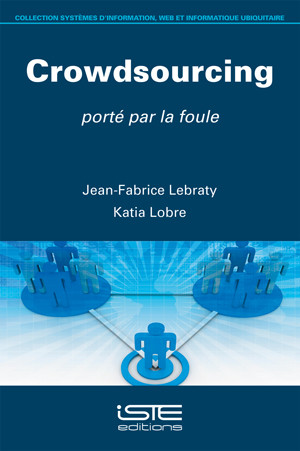 COLLECTION SYSTÈMES D'INFORMATION, WEB ET INFORMATIQUE UBIQUITAIRE
Crowdsourcing
porté par la foule
Jean-Fabrice Lebraty
Katia Lobre
iSTE
editions